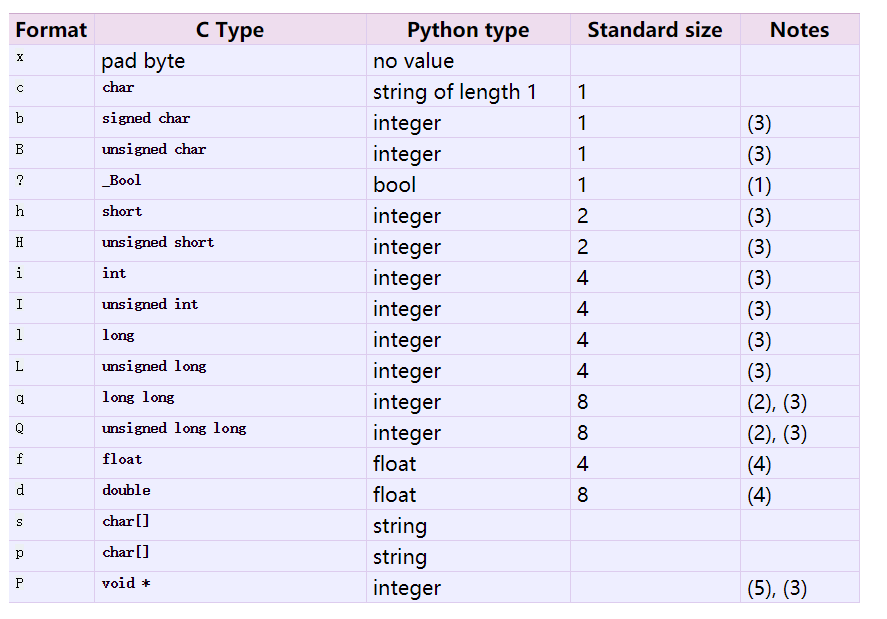 Format C Type Python type Standard size Notes
x pad byte no value
c char string of length 1 1
b signed char integer 1 (3)
B unsigned char integer 1 (3)
? _Bool bool 1 (1)
h short integer 2 (3)
H unsigned short integer 2 (3)
i int integer 4 (3)
I unsigned int integer 4 (3)
l long integer 4 (3)
L unsigned long integer 4 (3)
q long long integer 8 (2), (3)
Q unsigned long long integer 8 (2), (3)
f float float 4 (4)
d double float 8 (4)
s char[] string
p char[] string
P void * integer (5), (3)